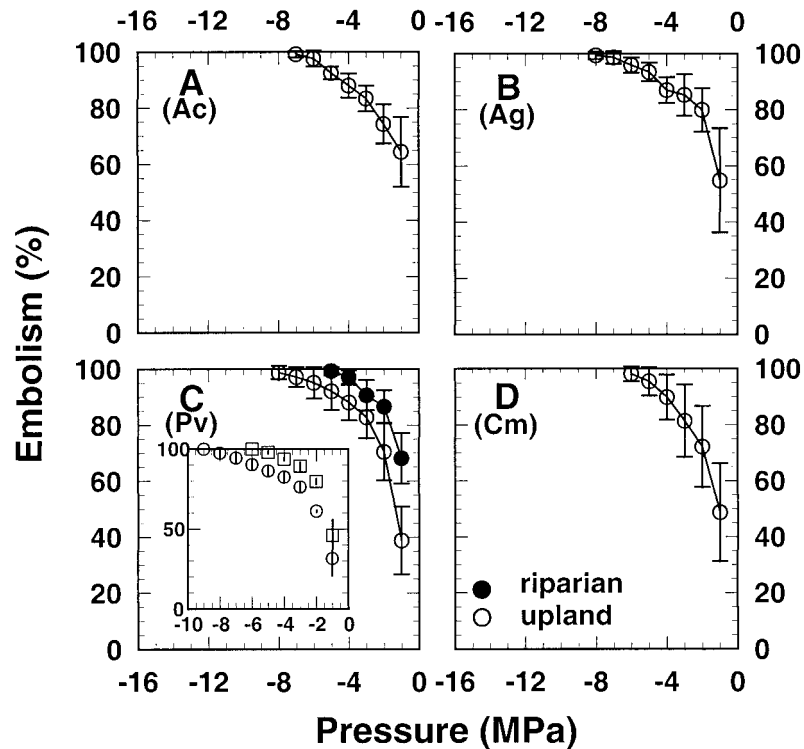 -16 -12 -8 -4 0 -8 -4 0
100 A B 100
(Ac) (Ag)
80 80
60 60
40 40
20 20
0 0
Embolism (%)
100 C D 100
(Pv) (Cm)
80 80
100
60 60
50
40 40
riparian
20 upland 20
0
-10 -8 -6 -4 -2 0
0 0
-16 -12 -8 -4 -16 -12 -8 -4 0
Pressure (MPa)